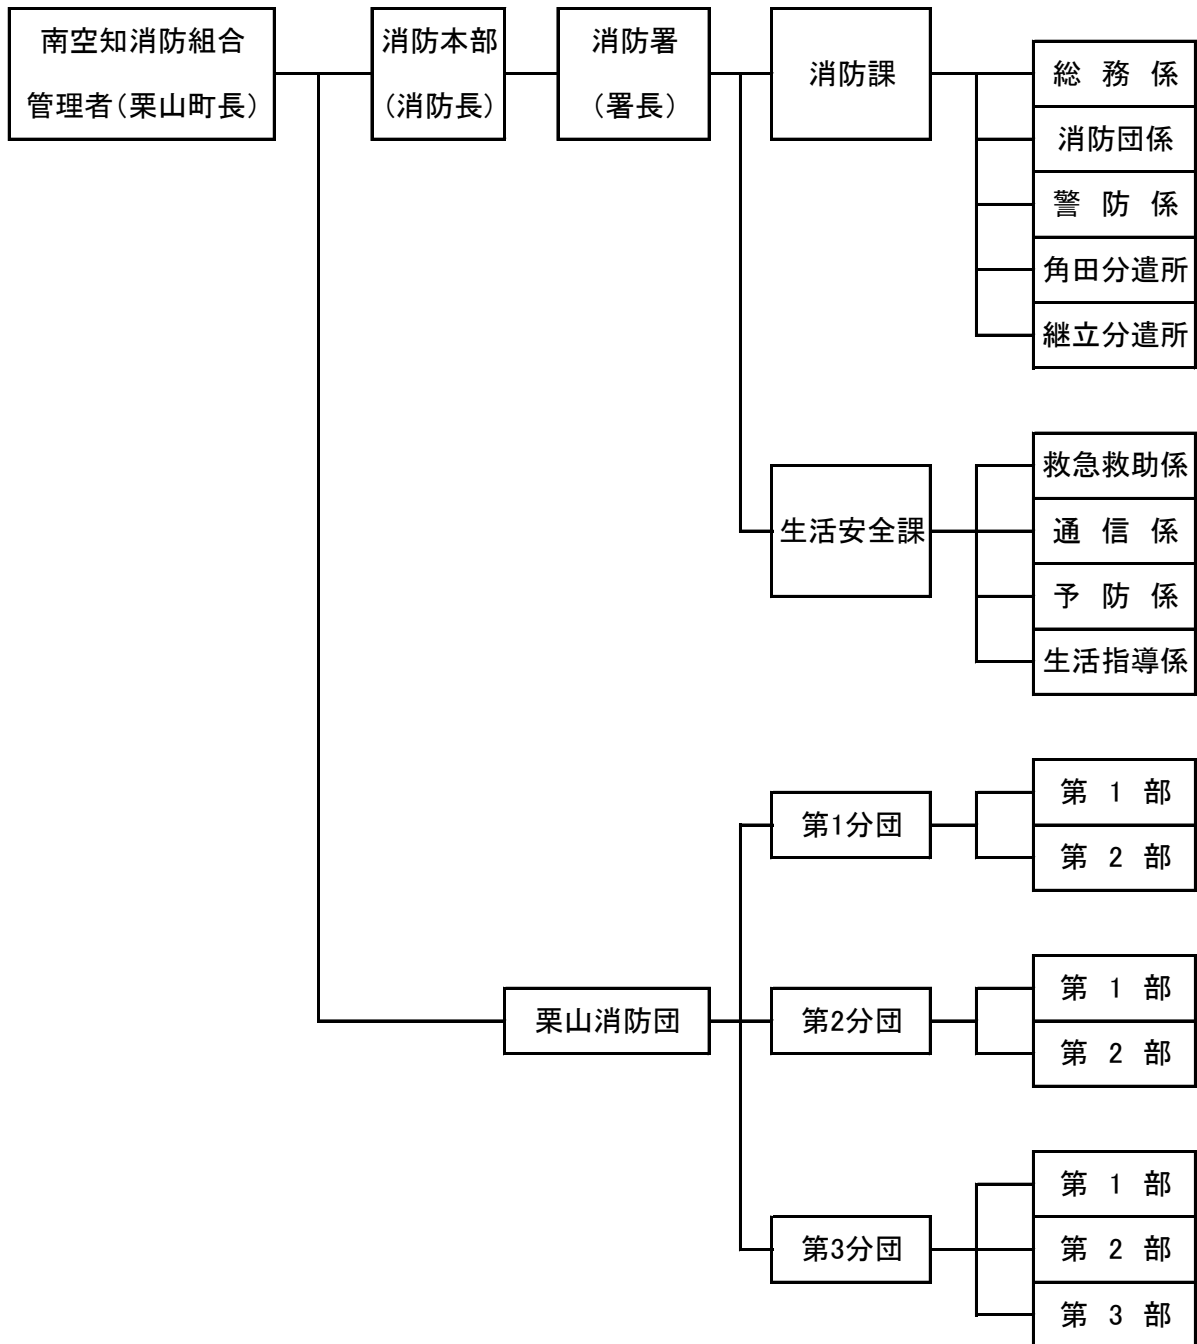 南空知消防組合
管理者（栗山町長）
消防本部
（消防長）
消防署
（署長）
消防課
総務係
消防団係
警防係
角田分遣所
継立分遣所
生活安全課
救急救助係
通信係
予防係
生活指導係
栗山消防団
第1分団
第1部
第2部
第2分団
第1部
第2部
第3分団
第1部
第2部
第3部